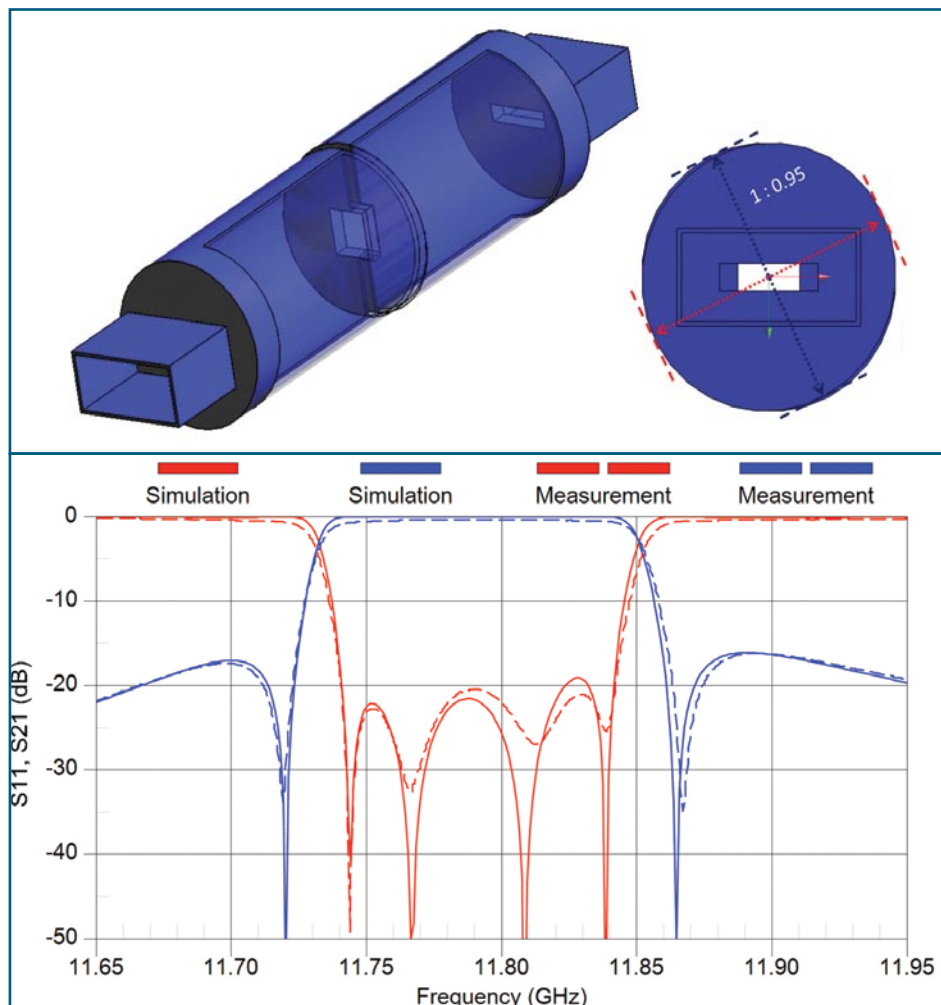 1 : 0.95
Simulation Simulation Measurement Measurement
0
-10
-20
-30
-40
-50
S11, S21 (dB)
11.65 11.70 11.75 11.80 11.85 11.90 11.95
Frequency (GHz)